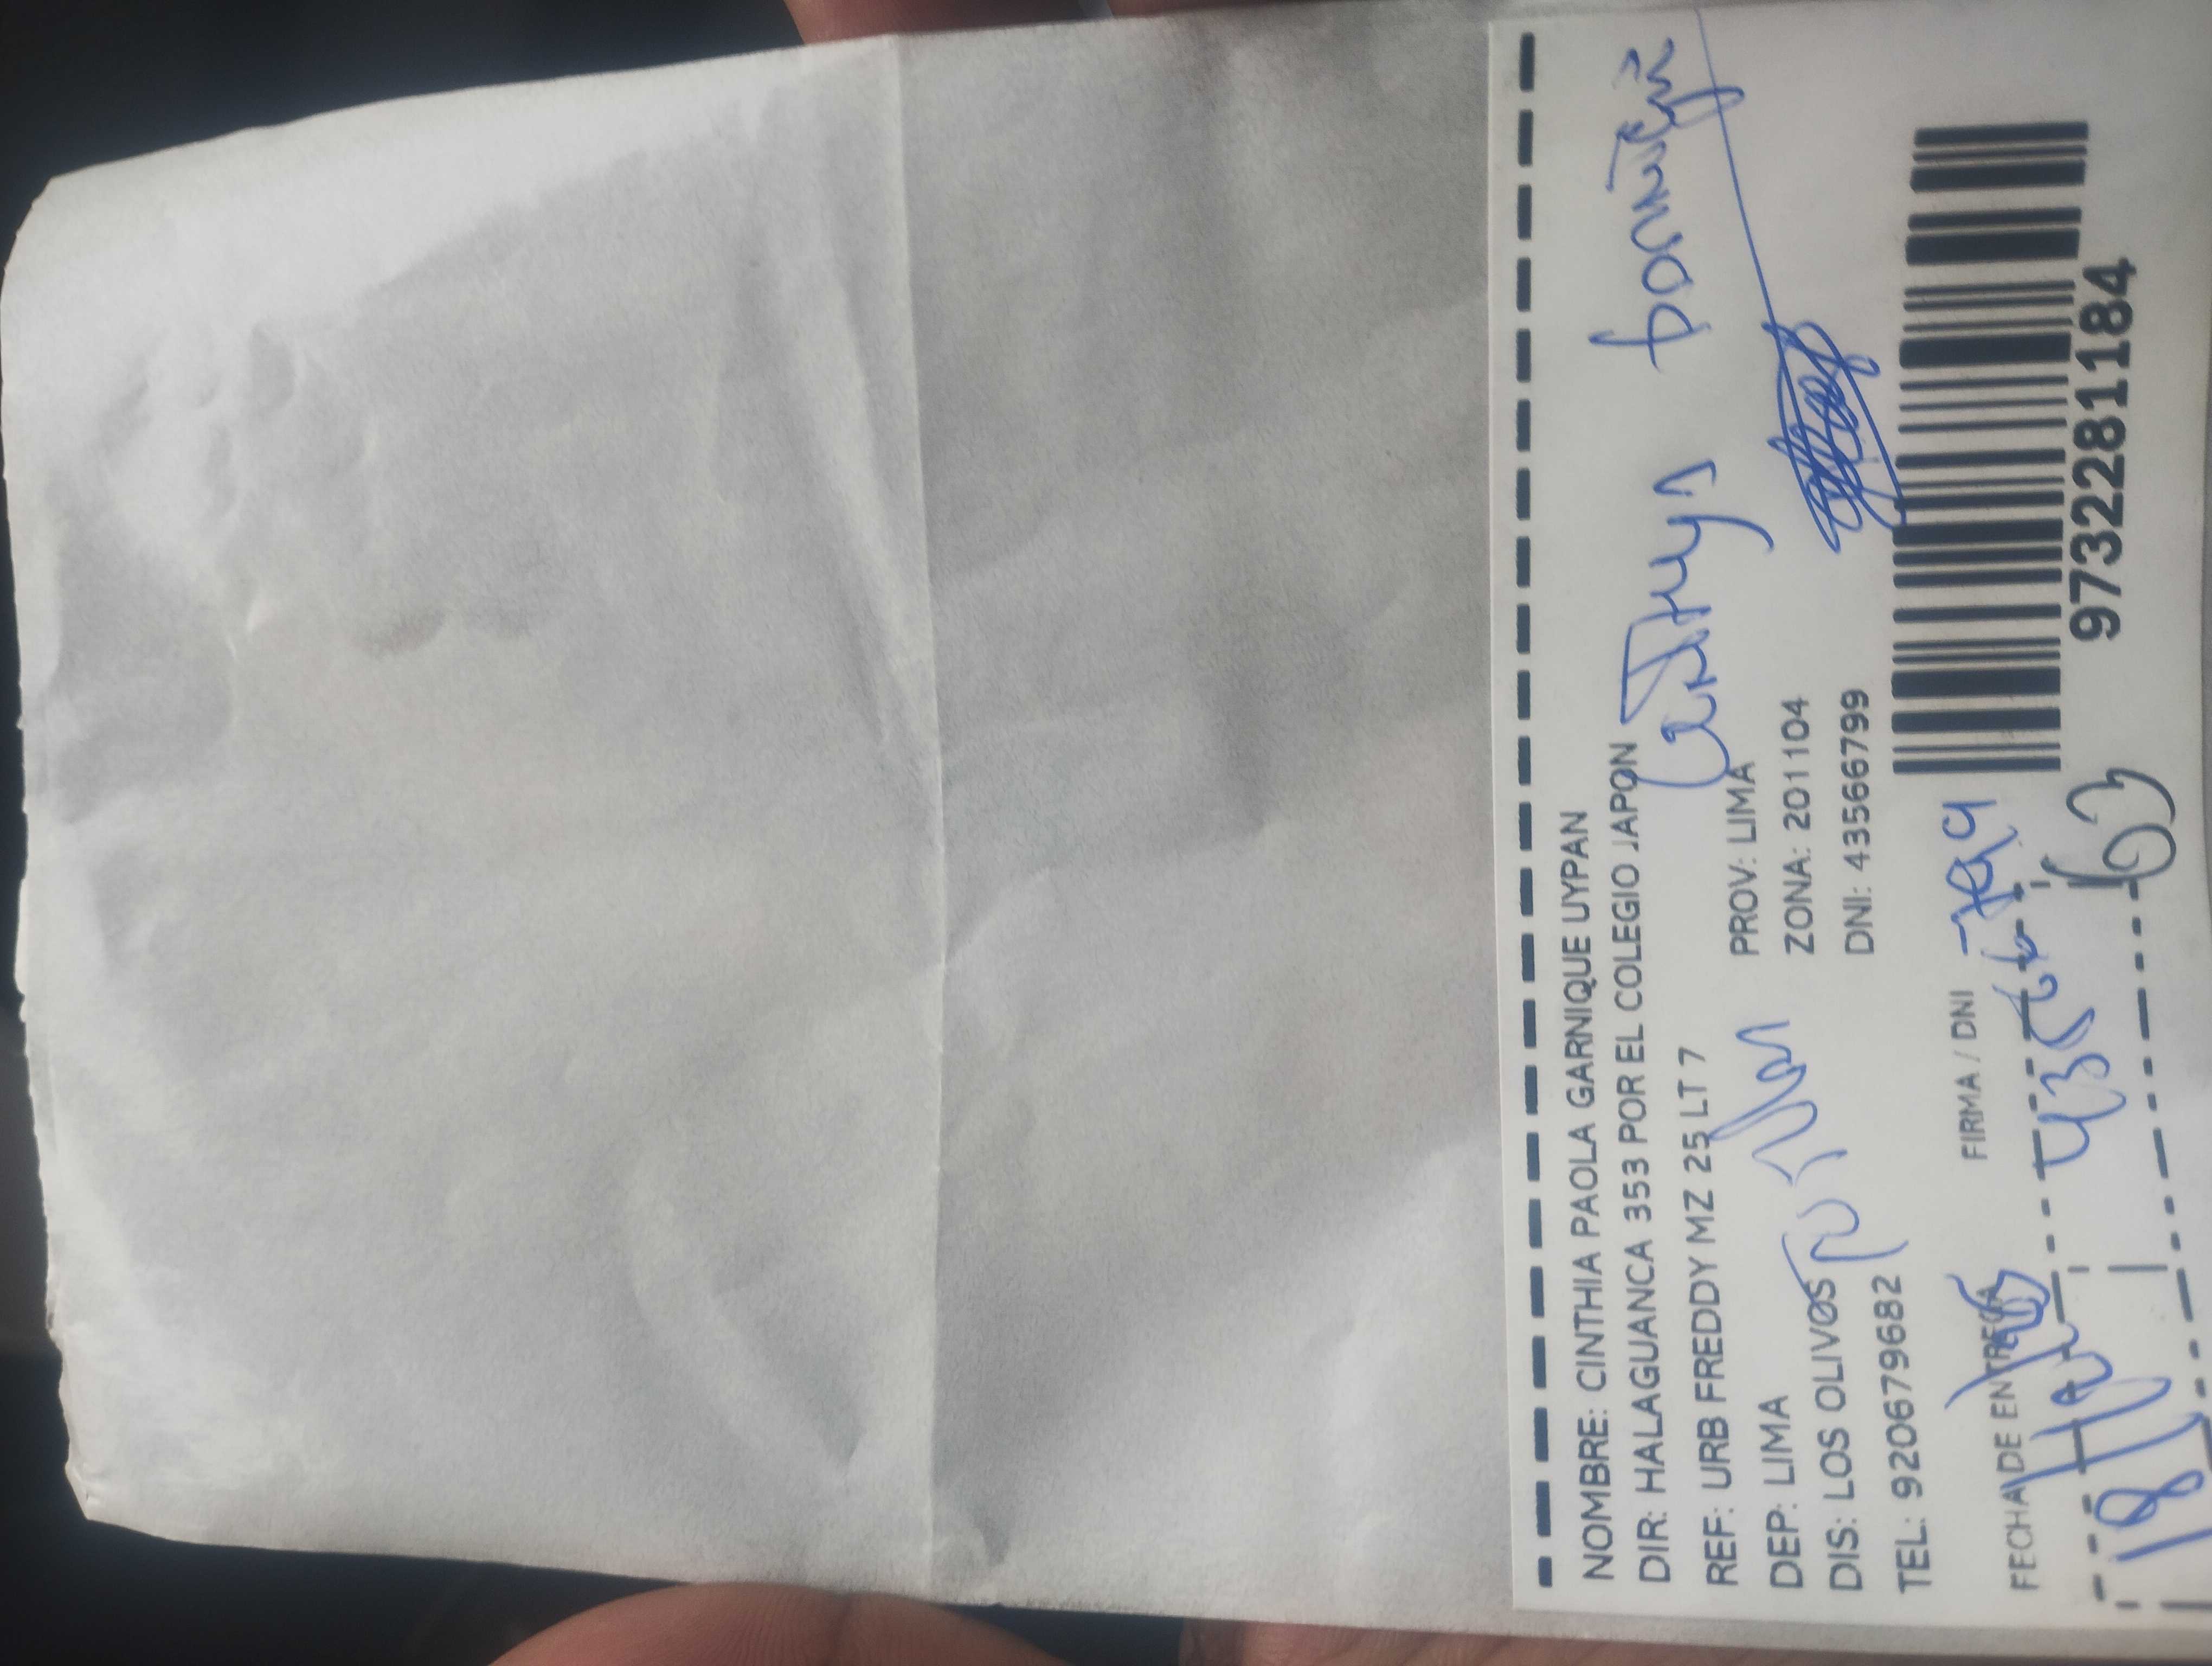 NOMBRE: CINTHIA PAOLA GARNIQUE UYPAN
DIR: HALAGUANCA 353 POR EL COLEGIO JAPON
REF: URB FREDDY MZ 25 LT 7
DEP: LIMA PROV: LIMA
DIS: LOS OLIVOS ZONA: 201104
TEL: 920679682 DNI: 43566799
FECHA DE ENTREGA FIRMA / DNI
43566799
9732281184
63